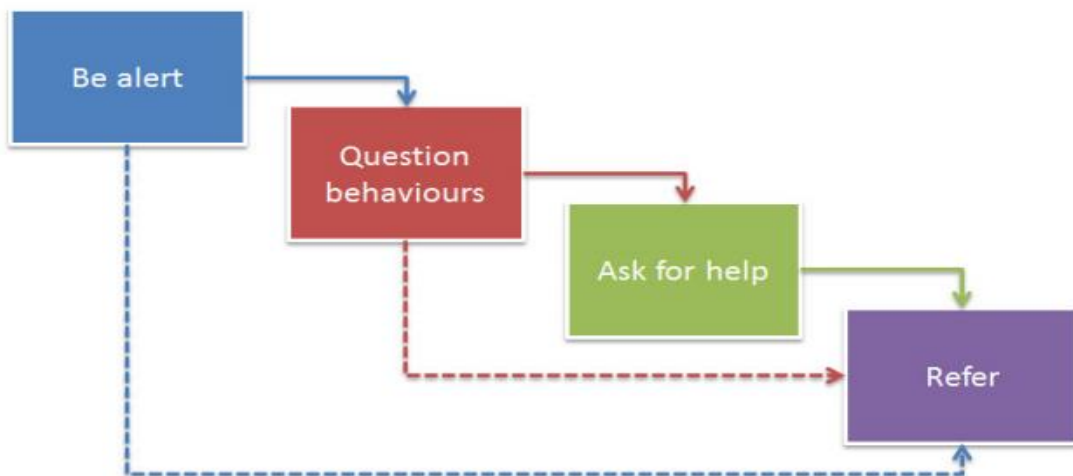 Be alert
Question
behaviours
Ask for help
Refer